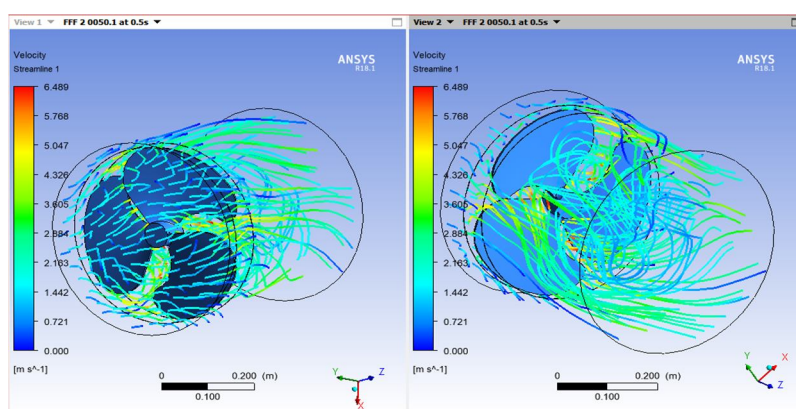 View 1 ▼ FFF 2 0050.1 at 0.5s ▼
Velocity
Streamline 1
ANSYS
R18.1
6.489
5.768
5.047
4.326
3.605
2.884
2.163
1.442
0.721
0.000
[m s^-1]
0 0.200 (m)
0.100
Y Z
X
View 2 ▼ FFF 2 0050.1 at 0.5s ▼
Velocity
Streamline 1
ANSYS
R18.1
6.489
5.768
5.047
4.326
3.605
2.884
2.163
1.442
0.721
0.000
[m s^-1]
0 0.200 (m)
0.100
Y X
Z